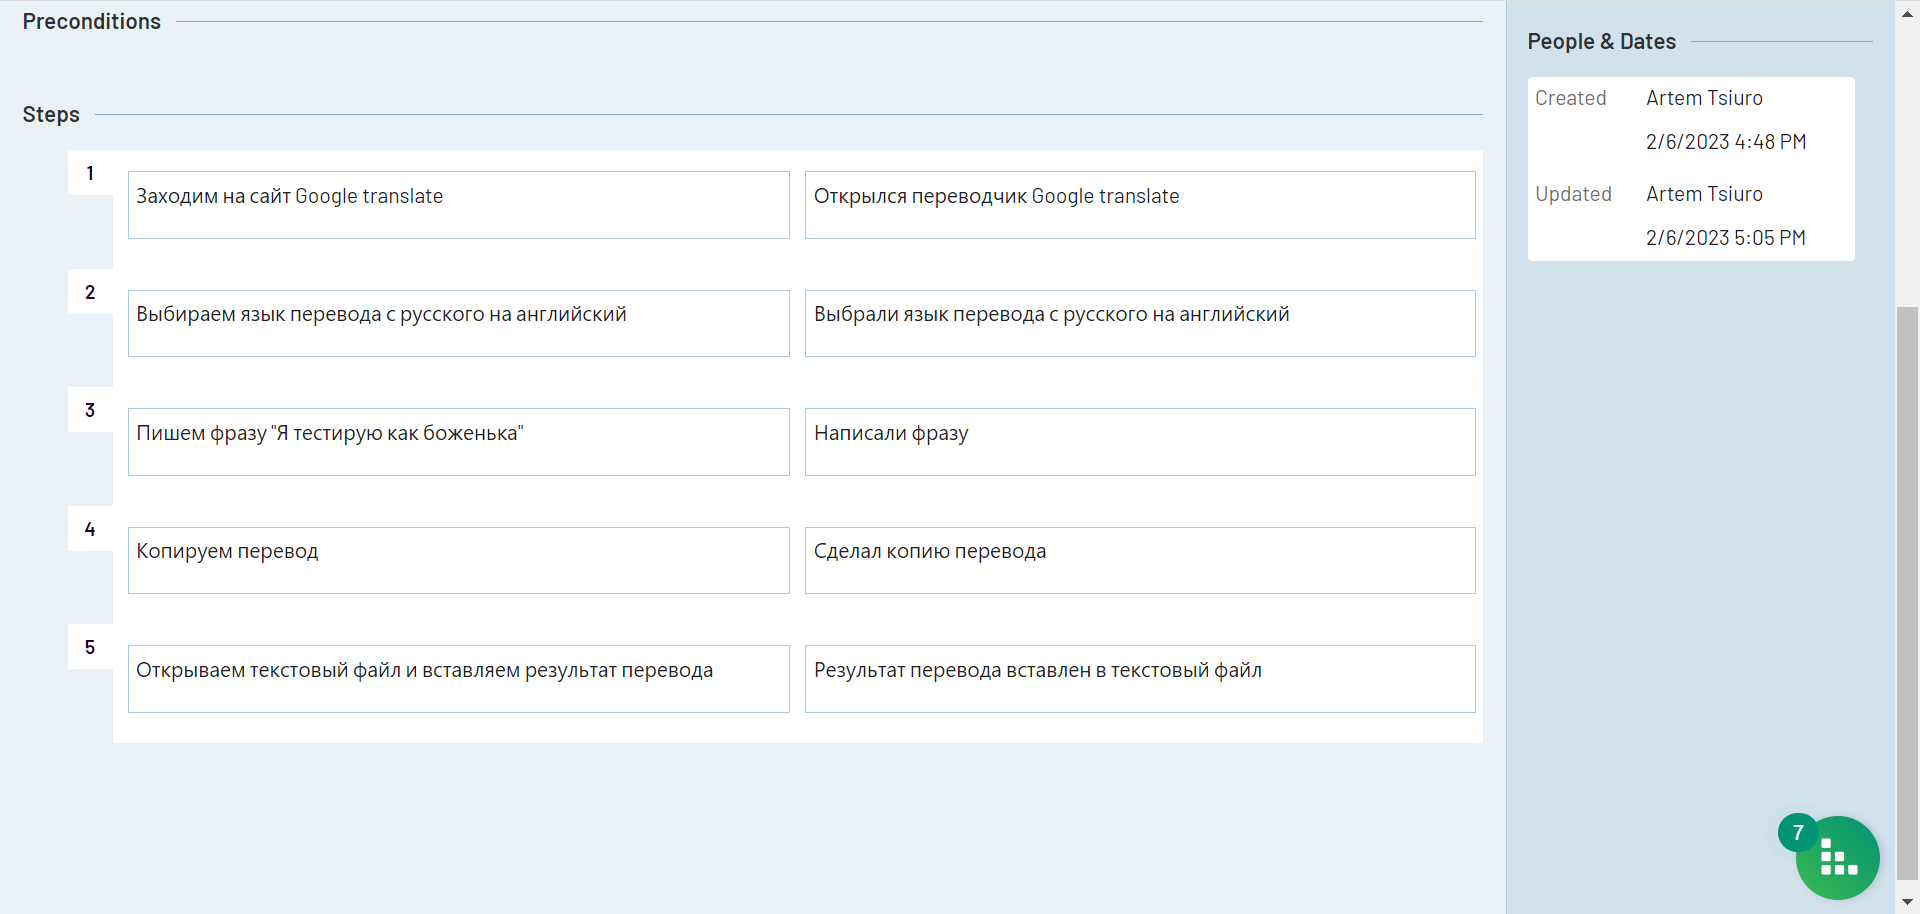 Preconditions
Steps
1
Заходим на сайт Google translate
Открылся переводчик Google translate
2
Выбираем язык перевода с русского на английский
Выбрали язык перевода с русского на английский
3
Пишем фразу "Я тестирую как боженька"
Написали фразу
4
Копируем перевод
Сделал копию перевода
5
Открываем текстовый файл и вставляем результат перевода
Результат перевода вставлен в текстовый файл
People & Dates
Created Artem Tsiuro
2/6/2023 4:48 PM
Updated Artem Tsiuro
2/6/2023 5:05 PM
7